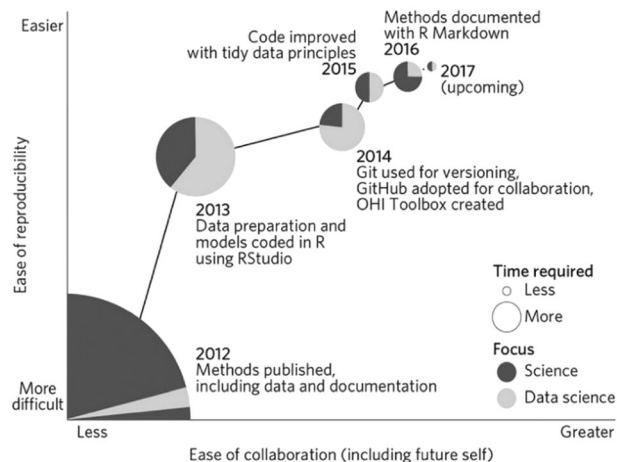 Easier
Methods documented
with R Markdown
2016
Code improved
with tidy data principles
2015
2017
(upcoming)
2014
Git used for versioning,
GitHub adopted for collaboration,
OHI Toolbox created
2013
Data preparation and
models coded in R
using RStudio
Ease of reproducibility
Time required
Less
More
Focus
Science
Data science
2012
Methods published,
including data and documentation
More
difficult
Less
Greater
Ease of collaboration (including future self)